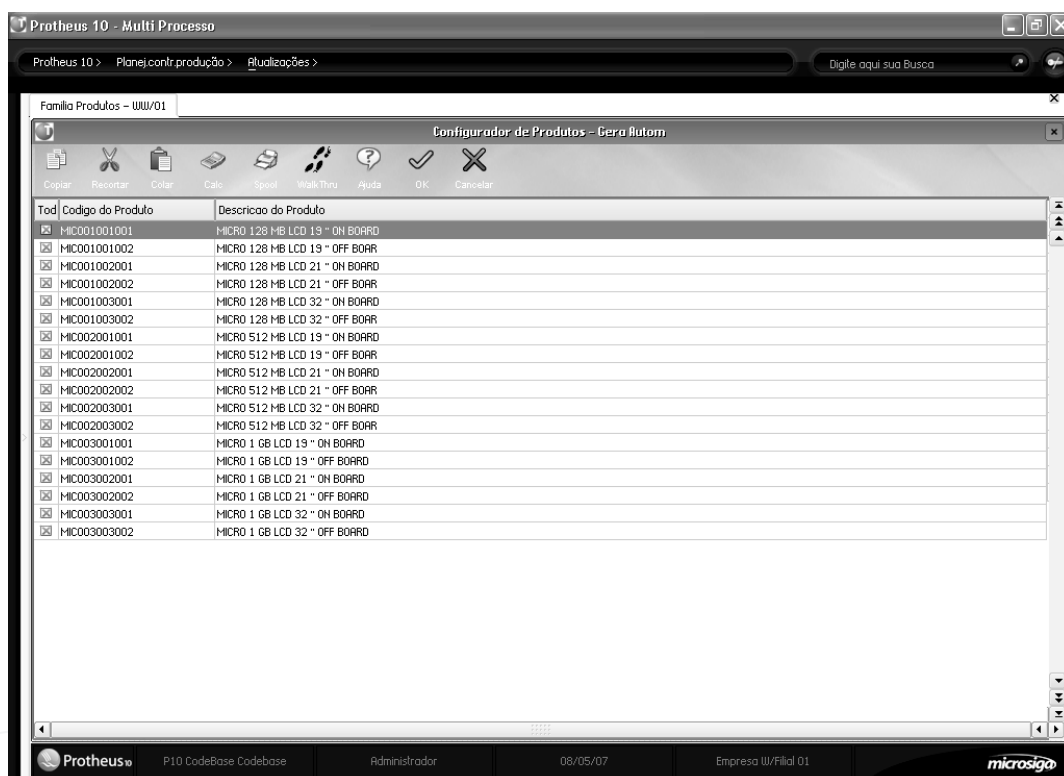 Protheus 10 - Multi Processo
Protheus 10 > Planej.contr.produção > Atualizações > Digite aqui sua Busca
Familia Produtos - WW/01
Configurador de Produtos - Gera Autom
Copiar Recortar Colar Calc Spool WalkThru Ajuda OK Cancelar
Tod Codigo do Produto Descricao do Produto
MIC001001001 MICRO 128 MB LCD 19 " ON BOARD
MIC001001002 MICRO 128 MB LCD 19 " OFF BOAR
MIC001002001 MICRO 128 MB LCD 21 " ON BOARD
MIC001002002 MICRO 128 MB LCD 21 " OFF BOAR
MIC001003001 MICRO 128 MB LCD 32 " ON BOARD
MIC001003002 MICRO 128 MB LCD 32 " OFF BOAR
MIC002001001 MICRO 512 MB LCD 19 " ON BOARD
MIC002001002 MICRO 512 MB LCD 19 " OFF BOAR
MIC002002001 MICRO 512 MB LCD 21 " ON BOARD
MIC002002002 MICRO 512 MB LCD 21 " OFF BOAR
MIC002003001 MICRO 512 MB LCD 32 " ON BOARD
MIC002003002 MICRO 512 MB LCD 32 " OFF BOAR
MIC003001001 MICRO 1 GB LCD 19 " ON BOARD
MIC003001002 MICRO 1 GB LCD 19 " OFF BOARD
MIC003002001 MICRO 1 GB LCD 21 " ON BOARD
MIC003002002 MICRO 1 GB LCD 21 " OFF BOARD
MIC003003001 MICRO 1 GB LCD 32 " ON BOARD
MIC003003002 MICRO 1 GB LCD 32 " OFF BOARD
Protheus 10 P10 CodeBase Codebase Administrador 08/05/07 Empresa W/Filial 01 microsiga